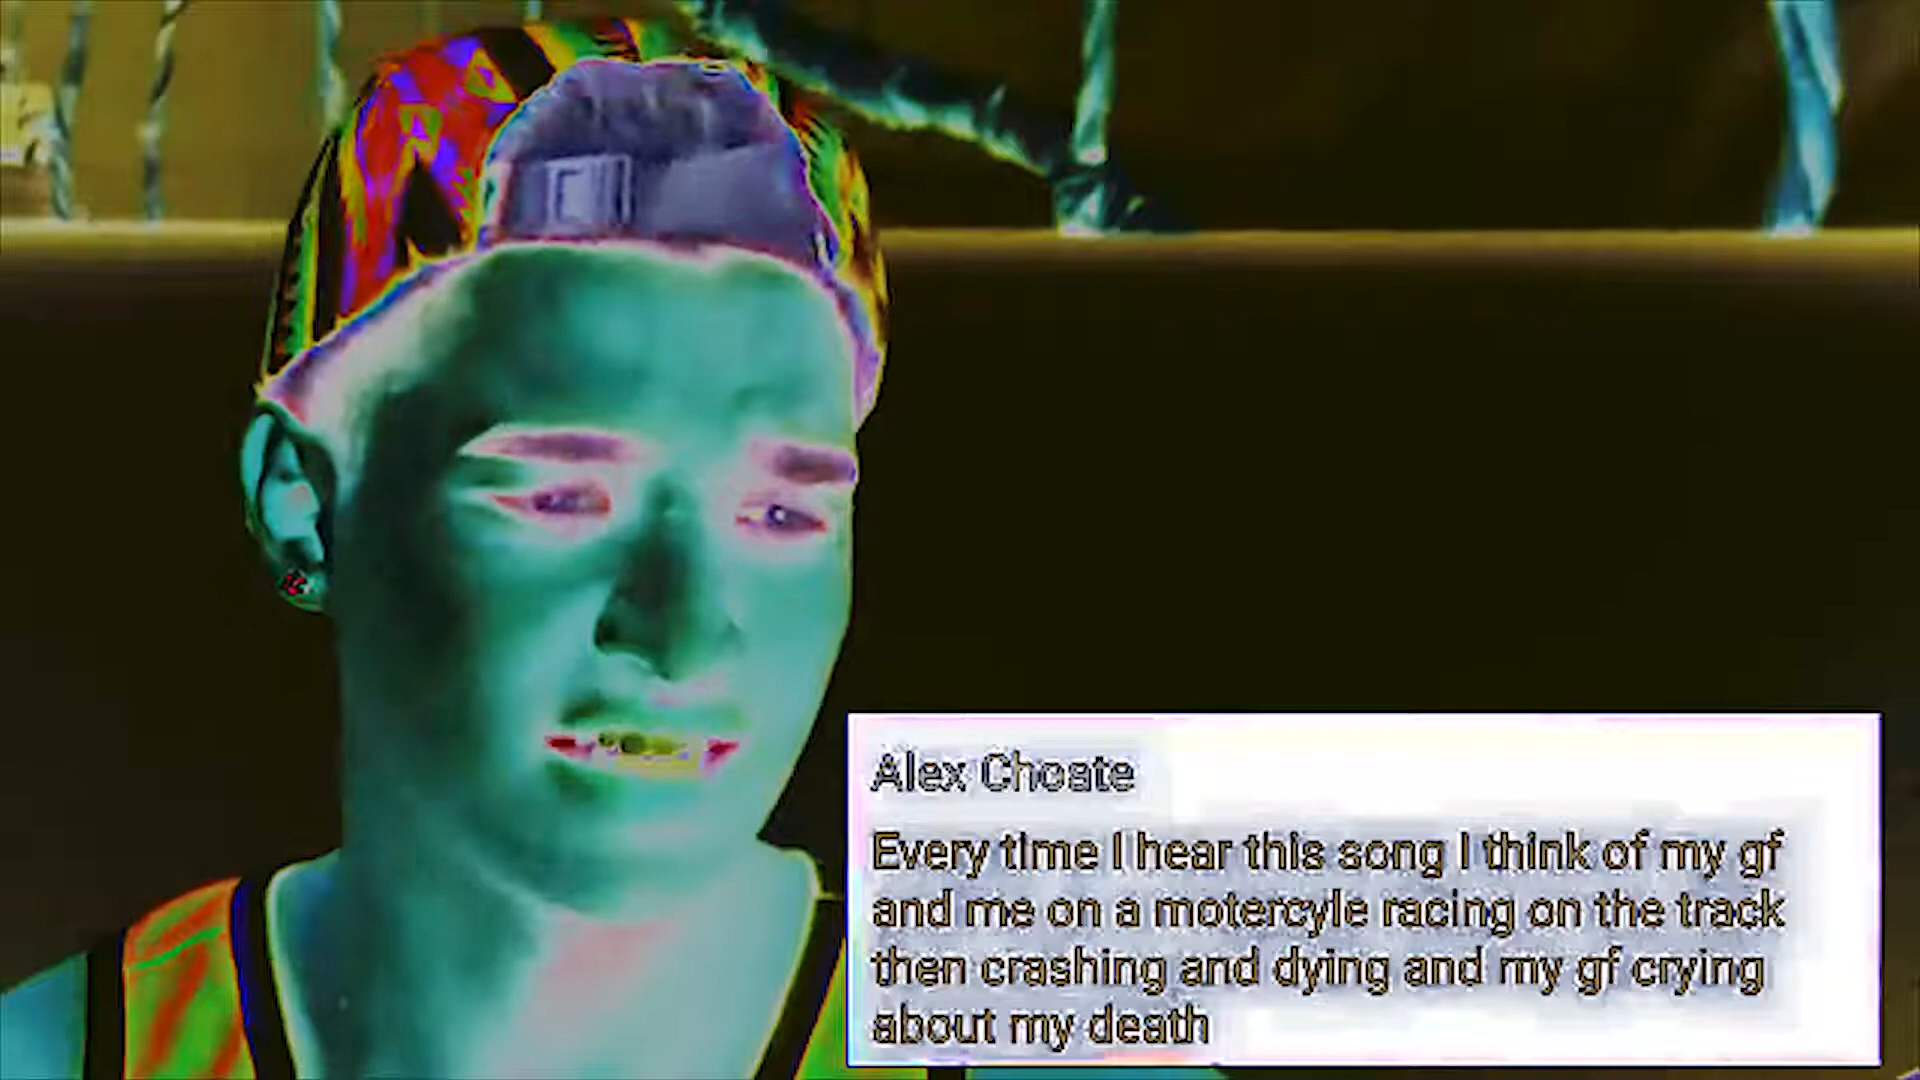 Alex Choate
Every time I hear this song I think of my gf
and me on a motercyle racing on the track
then crashing and dying and my gf crying
about my death